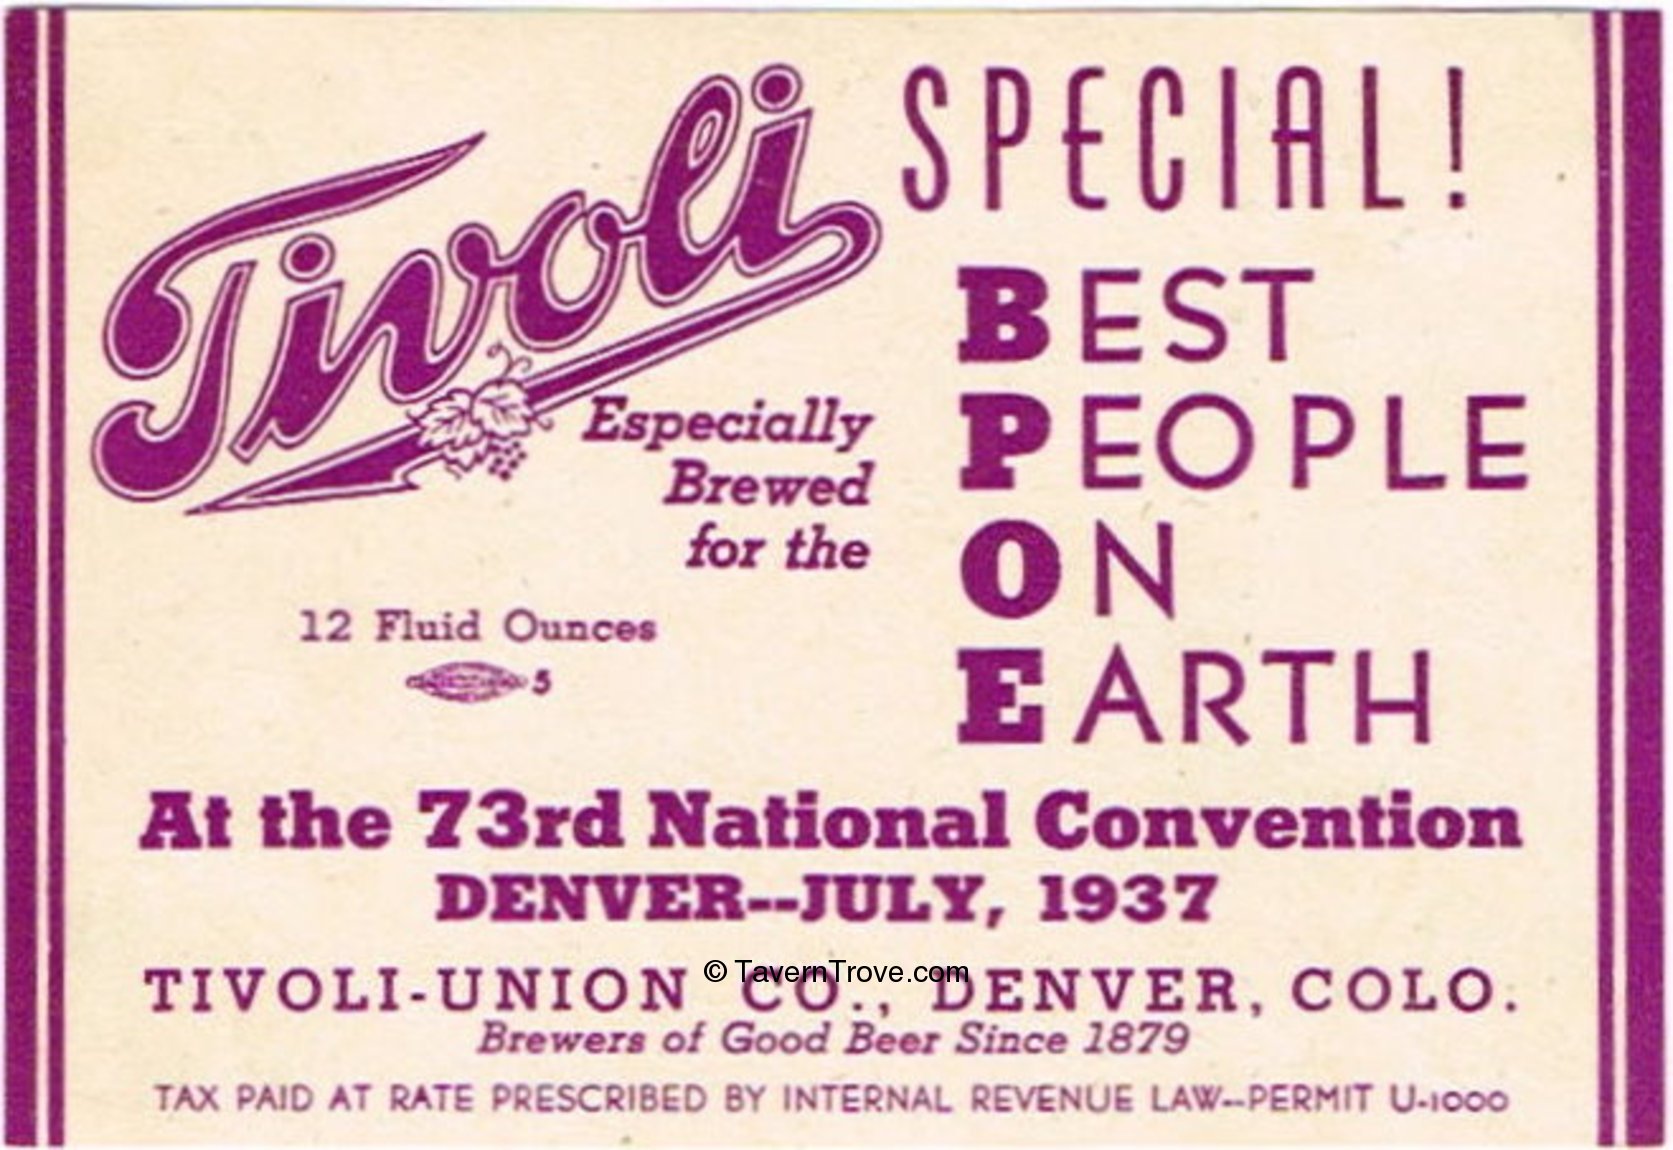 Tivoli
SPECIAL!
Especially
Brewed
for the
BEST
PEOPLE
ON
EARTH
12 Fluid Ounces
5
At the 73rd National Convention
DENVER--JULY, 1937
© TavernTrove.com
TIVOLI-UNION CO., DENVER, COLO.
Brewers of Good Beer Since 1879
TAX PAID AT RATE PRESCRIBED BY INTERNAL REVENUE LAW--PERMIT U-1000